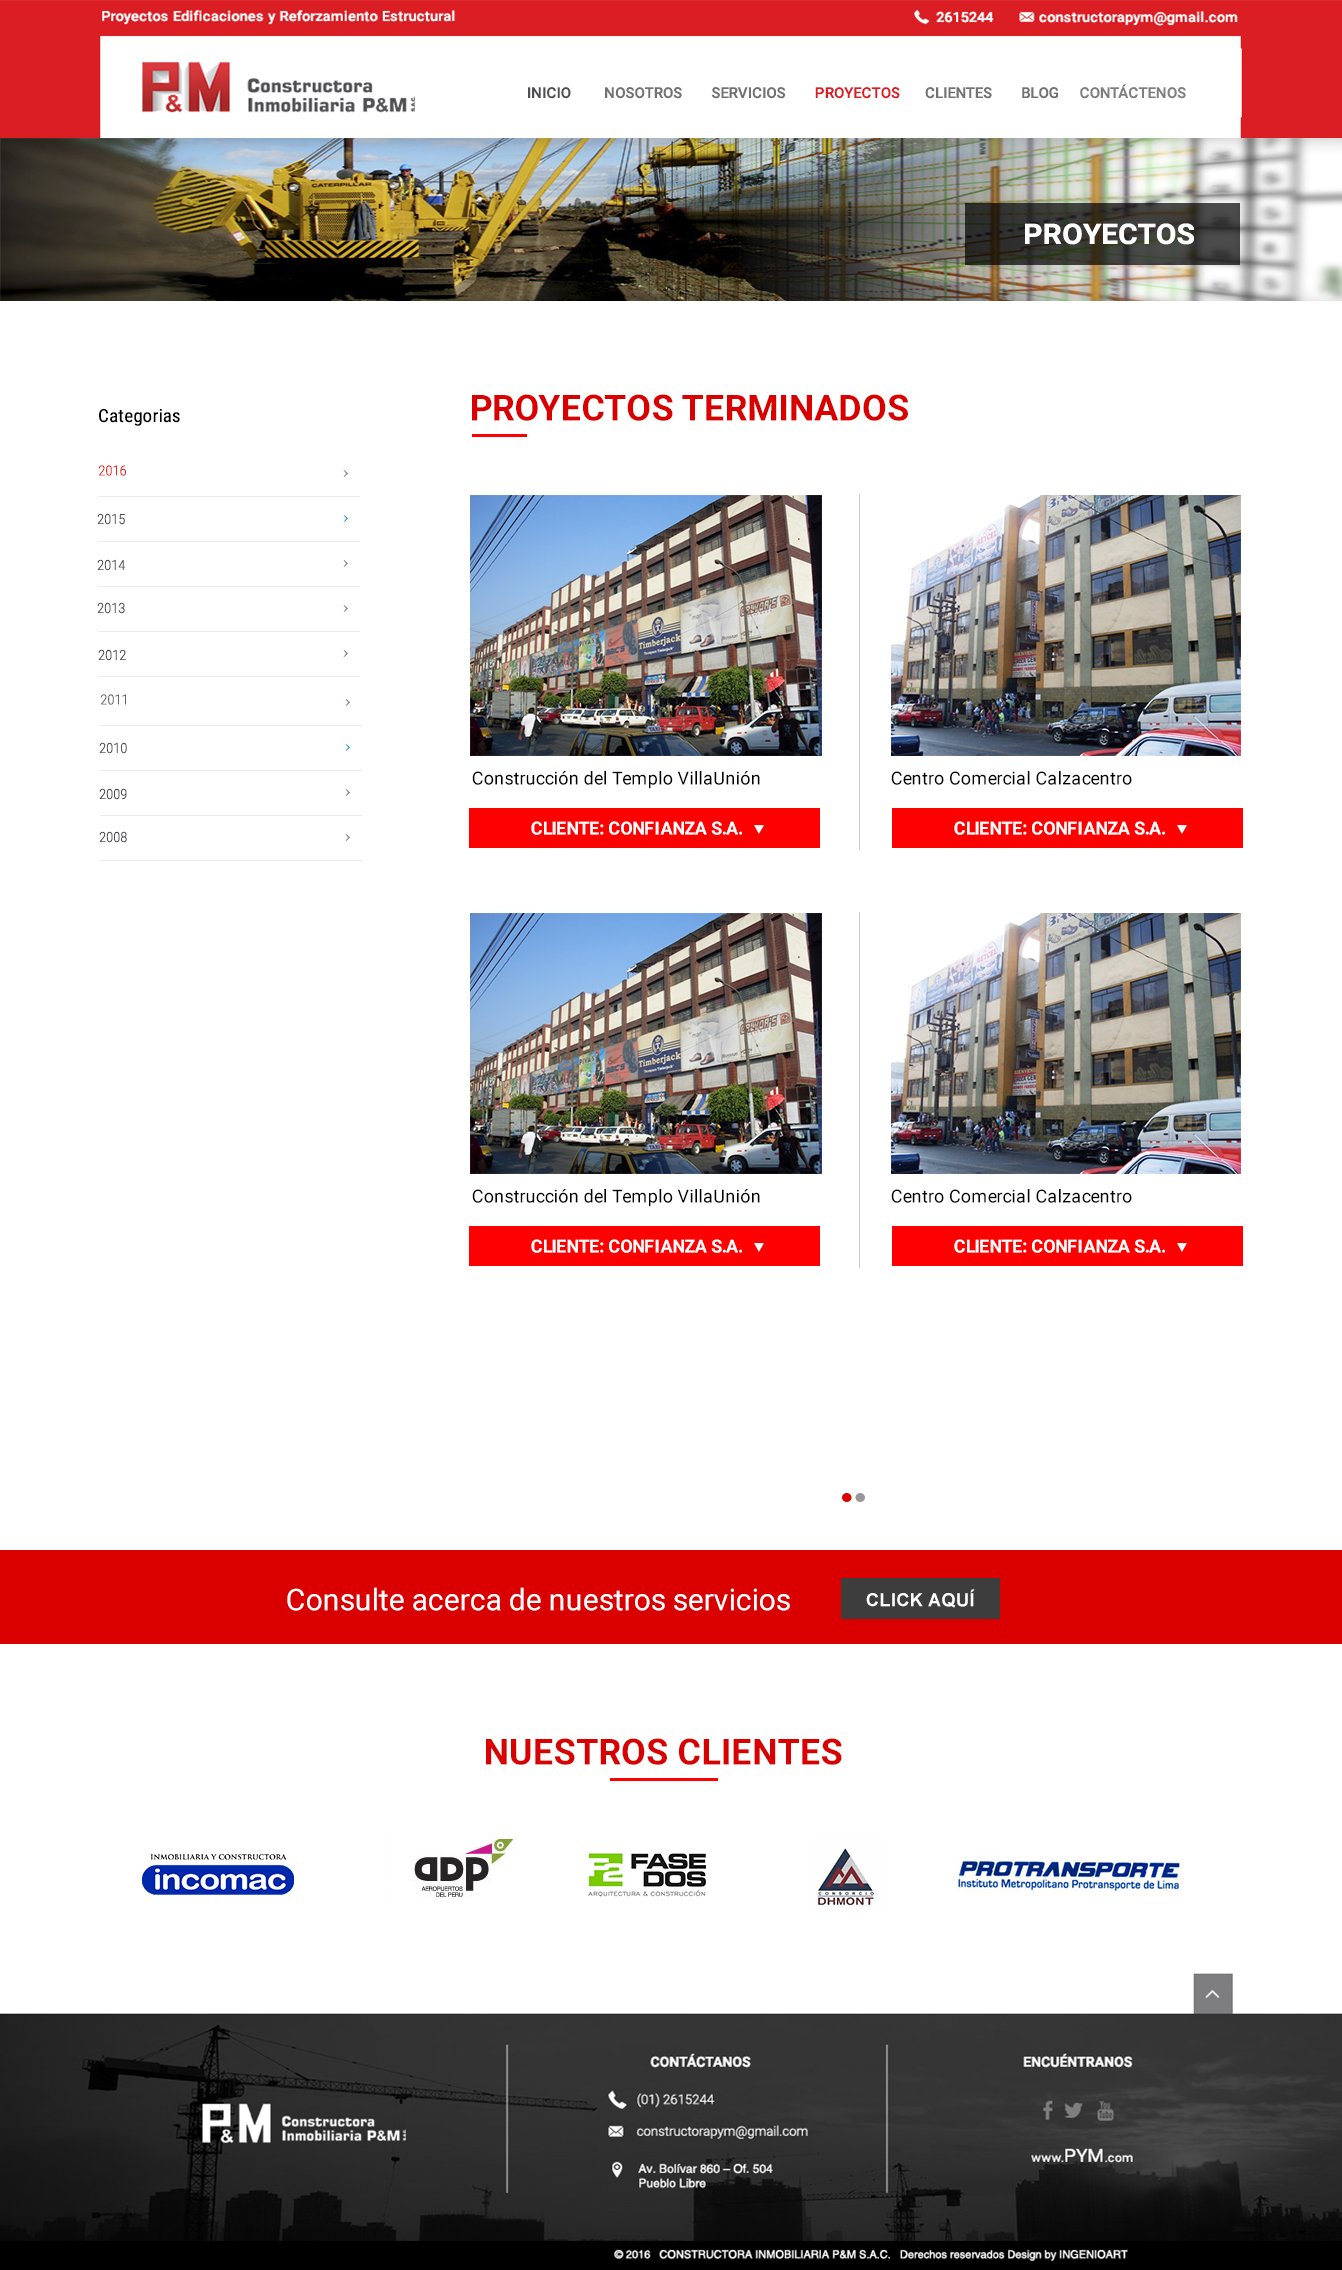 Proyectos Edificaciones y Reforzamiento Estructural
2615244
constructorapym@gmail.com
P&M Constructora
Inmobiliaria P&M S.A.C.
INICIO NOSOTROS SERVICIOS PROYECTOS CLIENTES BLOG CONTÁCTENOS
CATERPILLAR
PROYECTOS
Categorias
2016
2015
2014
2013
2012
2011
2010
2009
2008
PROYECTOS TERMINADOS
Timberjack
Construcción del Templo VillaUnión
CLIENTE: CONFIANZA S.A.
Centro Comercial Calzacentro
CLIENTE: CONFIANZA S.A.
Timberjack
Construcción del Templo VillaUnión
CLIENTE: CONFIANZA S.A.
Centro Comercial Calzacentro
CLIENTE: CONFIANZA S.A.
Consulte acerca de nuestros servicios
CLICK AQUÍ
NUESTROS CLIENTES
INMOBILIARIA Y CONSTRUCTORA
incomac
adp
AEROPUERTOS
DEL PERU
F2 FASE
DOS
ARQUITECTURA & CONSTRUCCIÓN
CONSORCIO
DHMONT
PROTRANSPORTE
Instituto Metropolitano Protransporte de Lima
P&M Constructora
Inmobiliaria P&M
CONTÁCTANOS
(01) 2615244
constructorapym@gmail.com
Av. Bolívar 860 – Of. 504
Pueblo Libre
ENCUÉNTRANOS
www.PYM.com
© 2016 CONSTRUCTORA INMOBILIARIA P&M S.A.C. Derechos reservados Design by INGENIOART